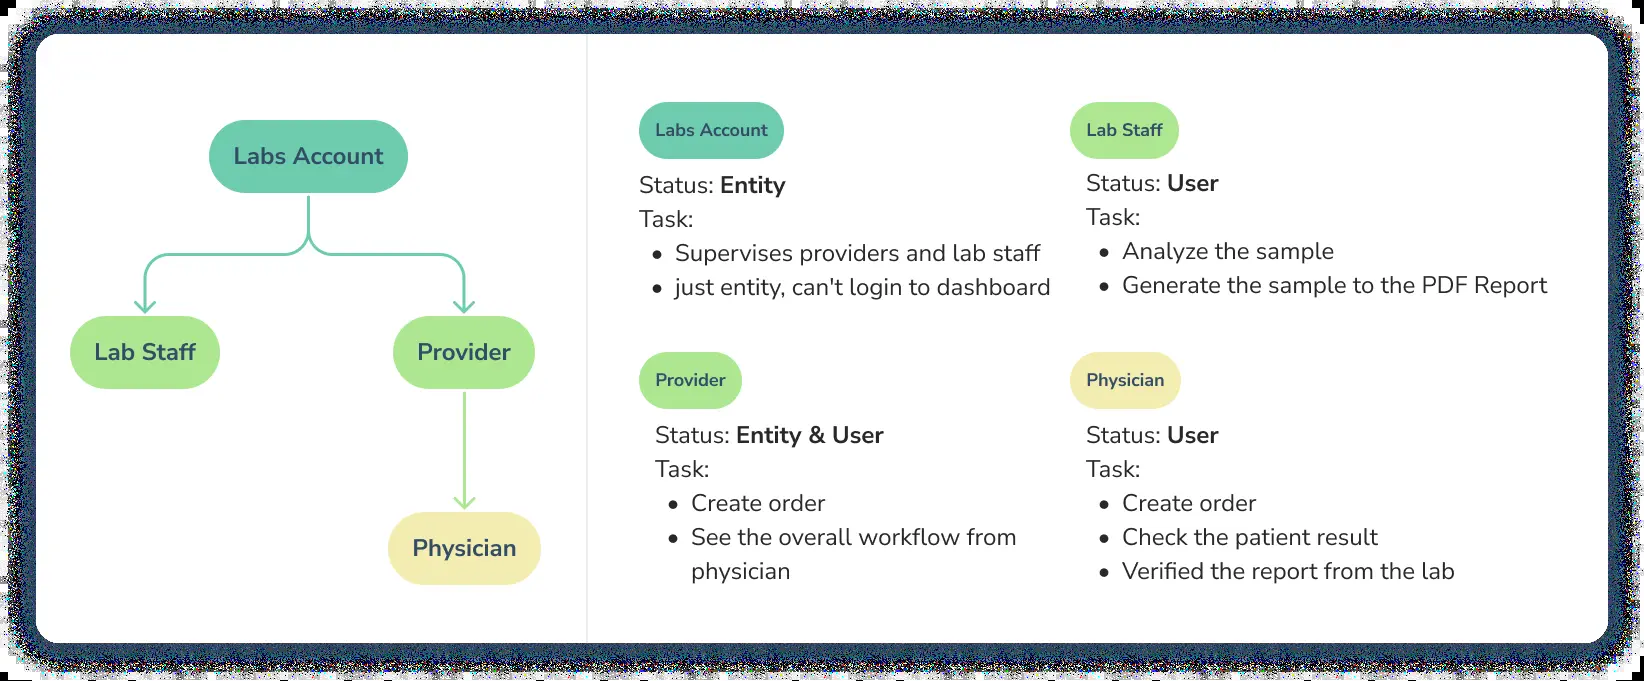 Labs Account
Lab Staff
Provider
Physician
Labs Account
Status: Entity
Task:
• Supervises providers and lab staff
• just entity, can't login to dashboard
Lab Staff
Status: User
Task:
• Analyze the sample
• Generate the sample to the PDF Report
Provider
Status: Entity & User
Task:
• Create order
• See the overall workflow from
physician
Physician
Status: User
Task:
• Create order
• Check the patient result
• Verified the report from the lab